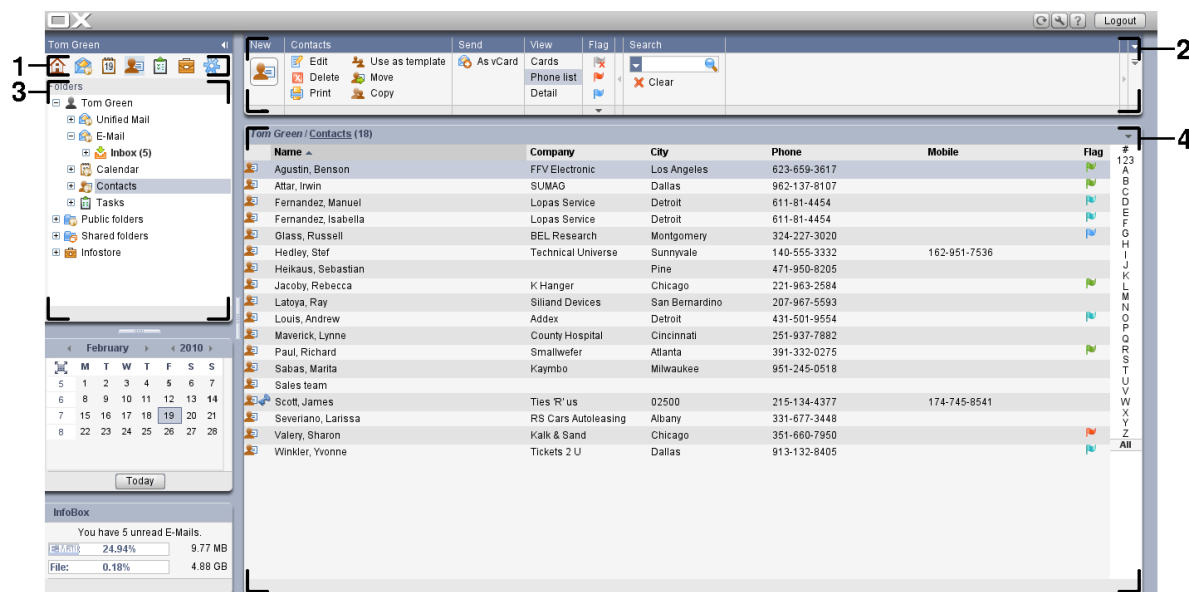 OX
Logout
Tom Green
1
3
Folders
Tom Green
Unified Mail
E-Mail
Inbox (5)
Calendar
Contacts
Tasks
Public folders
Shared folders
Infostore
February 2010
M T W T F S S
5 1 2 3 4 5 6 7
6 8 9 10 11 12 13 14
7 15 16 17 18 19 20 21
8 22 23 24 25 26 27 28
Today
InfoBox
You have 5 unread E-Mails.
E-Mail: 24.94% 9.77 MB
File: 0.18% 4.88 GB
New Contacts Send View Flag Search
2
Edit Use as template As vCard Cards
Delete Move Phone list Clear
Print Copy Detail
Tom Green / Contacts (18)
4
Name Company City Phone Mobile Flag
Agustin, Benson FFV Electronic Los Angeles 623-659-3617
Attar, Irwin SUMAG Dallas 962-137-8107
Fernandez, Manuel Lopas Service Detroit 611-81-4454
Fernandez, Isabella Lopas Service Detroit 611-81-4454
Glass, Russell BEL Research Montgomery 324-227-3020
Hedley, Stef Technical Universe Sunnyvale 140-555-3332 162-951-7536
Heikaus, Sebastian Pine 471-950-8205
Jacoby, Rebecca K Hanger Chicago 221-963-2584
Latoya, Ray Siliand Devices San Bernardino 207-967-5593
Louis, Andrew Addex Detroit 431-501-9554
Maverick, Lynne County Hospital Cincinnati 251-937-7882
Paul, Richard Smallwefer Atlanta 391-332-0275
Sabas, Marita Kaymbo Milwaukee 951-245-0518
Sales team
Scott, James Ties 'R' us 02500 215-134-4377 174-745-8541
Severiano, Larissa RS Cars Autoleasing Albany 331-677-3448
Valery, Sharon Kalk & Sand Chicago 351-660-7950
Winkler, Yvonne Tickets 2 U Dallas 913-132-8405
#
123
A
B
C
D
E
F
G
H
I
J
K
L
M
N
O
P
Q
R
S
T
U
V
W
X
Y
Z
All